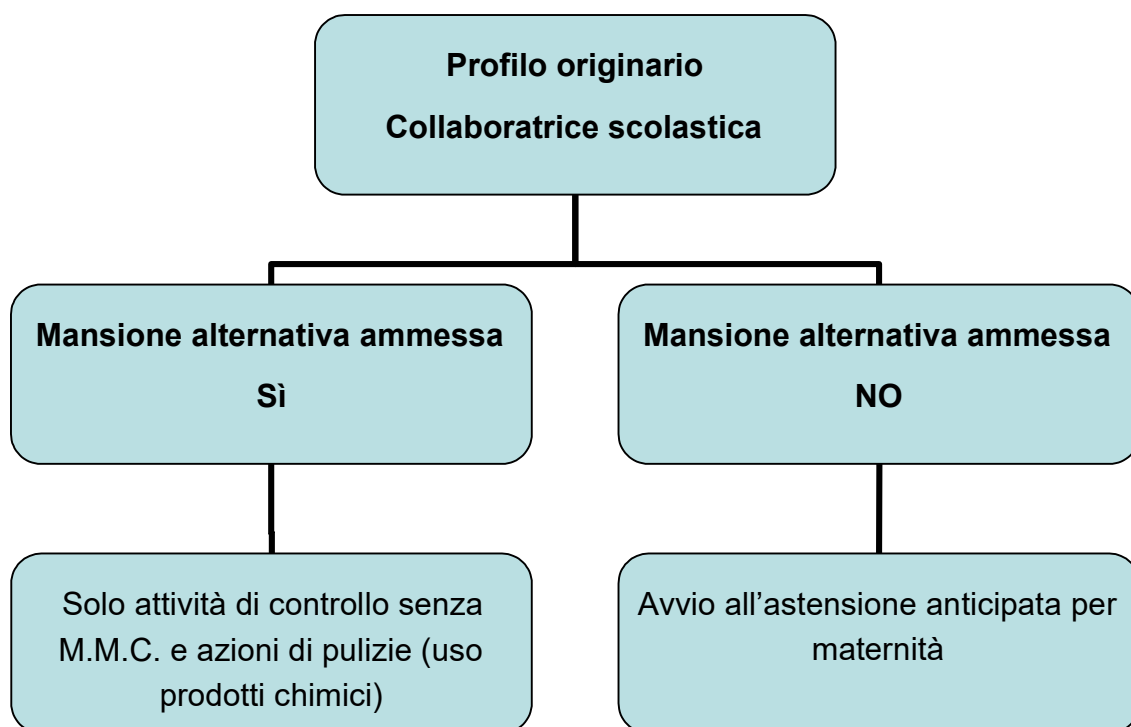 Profilo originario
Collaboratrice scolastica
Mansione alternativa ammessa
Sì
Mansione alternativa ammessa
NO
Solo attività di controllo senza
M.M.C. e azioni di pulizie (uso
prodotti chimici)
Avvio all’astensione anticipata per
maternità